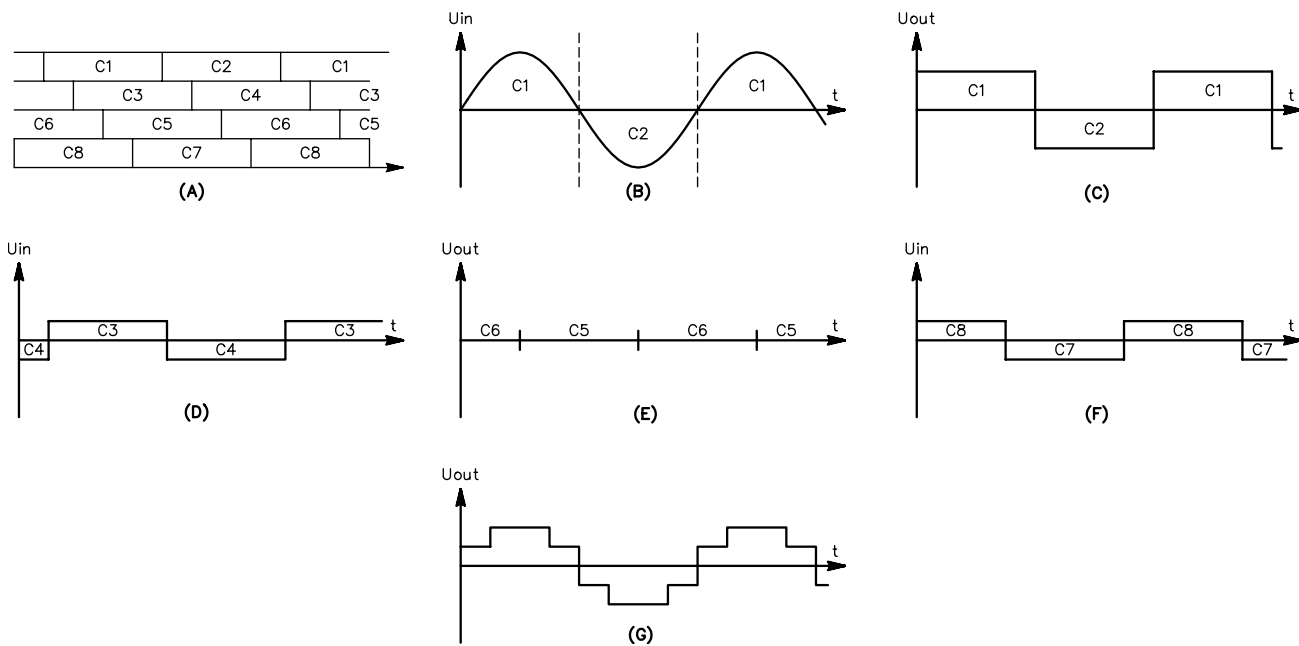 Uin
Uout
C1 C2 C1
C3 C4 C3
C6 C5 C6 C5
C8 C7 C8
(A)
C1
C2
C1
t
(B)
C1
C2
C1
t
(C)
Uin
Uout
Uin
C4 C3 C4 C3 t
(D)
C6 C5 C6 C5 t
(E)
C8 C7 C8 C7 t
(F)
Uout
t
(G)